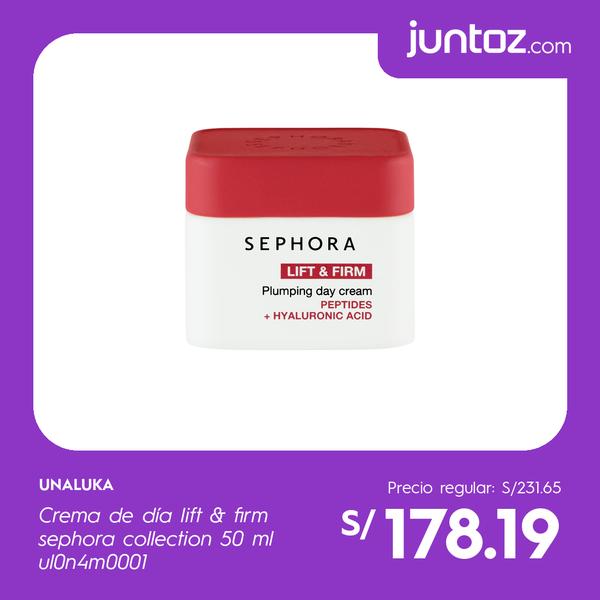 juntoz.com
SEPHORA
SEPHORA
LIFT & FIRM
Plumping day cream
PEPTIDES
+ HYALURONIC ACID
UNALUKA
Precio regular: S/231.65
Crema de día lift & firm
sephora collection 50 ml
ul0n4m0001
S/178.19